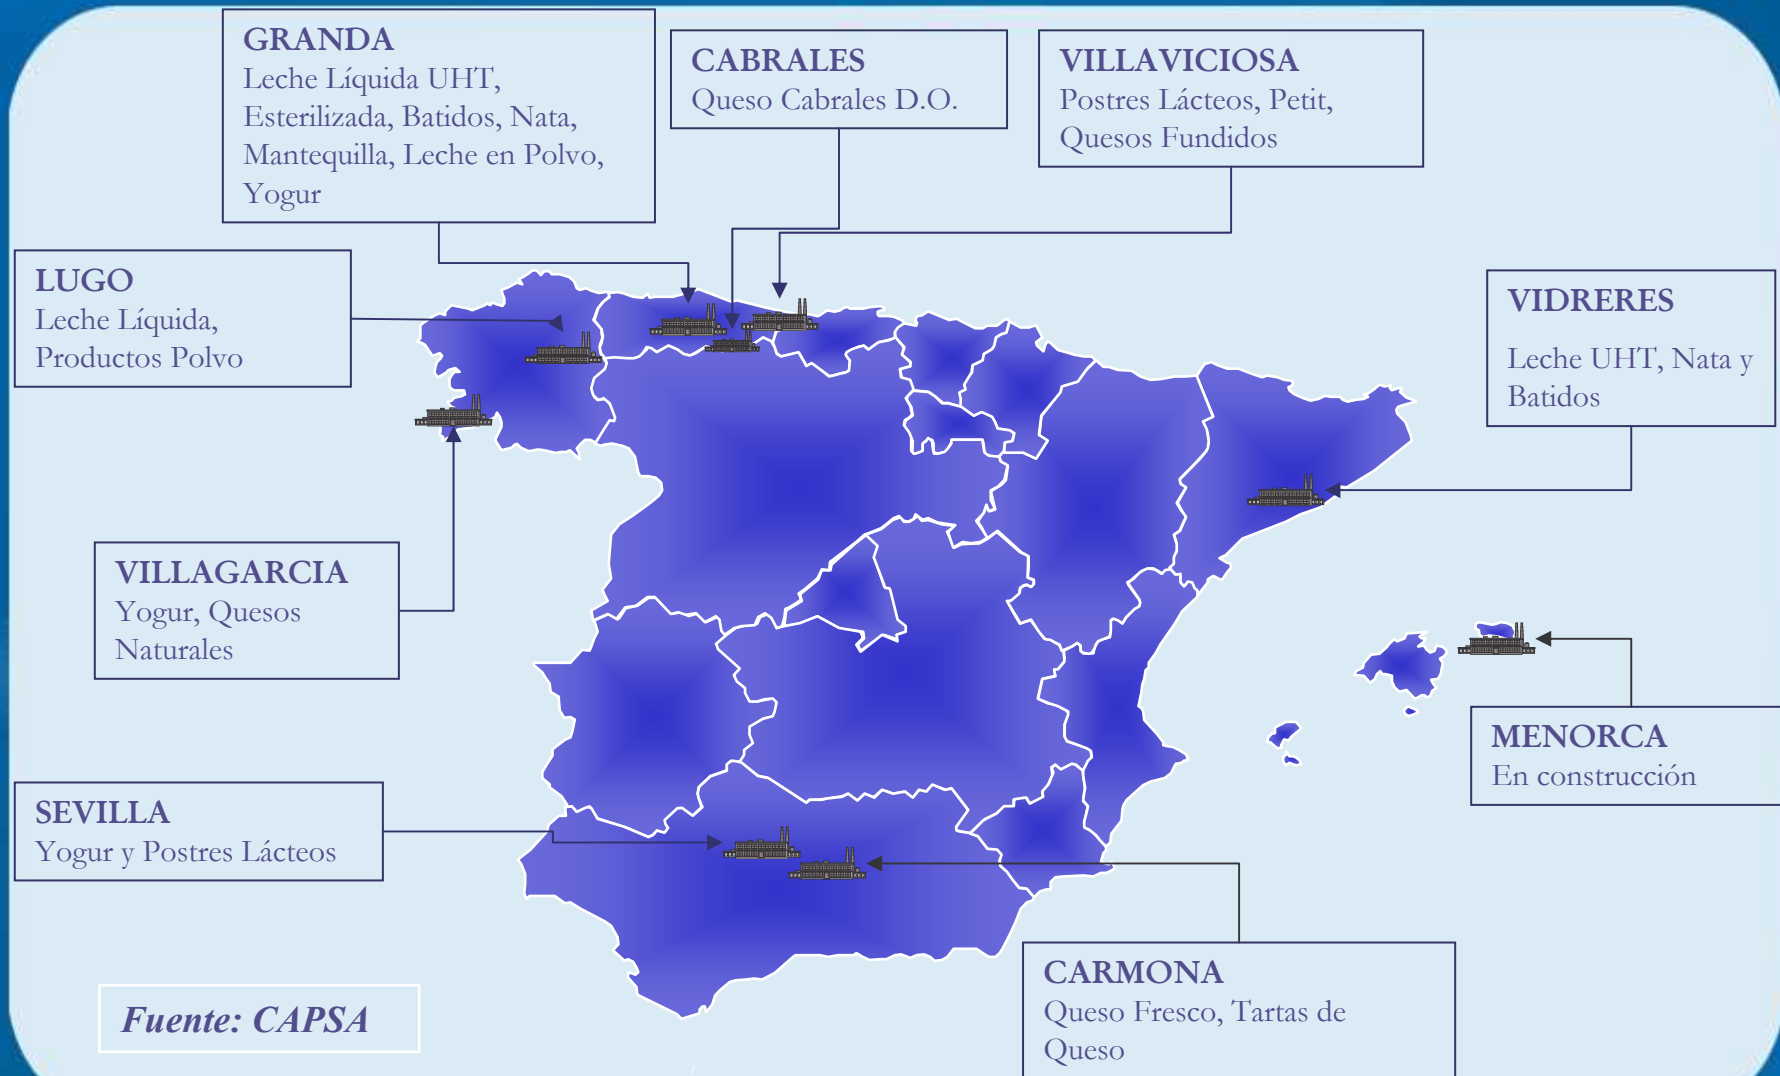 GRANDA
Leche Líquida UHT,
Esterilizada, Batidos, Nata,
Mantequilla, Leche en Polvo,
Yogur
CABRALES
Queso Cabrales D.O.
VILLAVICIOSA
Postres Lácteos, Petit,
Quesos Fundidos
LUGO
Leche Líquida,
Productos Polvo
VIDRERES
Leche UHT, Nata y
Batidos
VILLAGARCIA
Yogur, Quesos
Naturales
MENORCA
En construcción
SEVILLA
Yogur y Postres Lácteos
CARMONA
Queso Fresco, Tartas de
Queso
Fuente: CAPSA